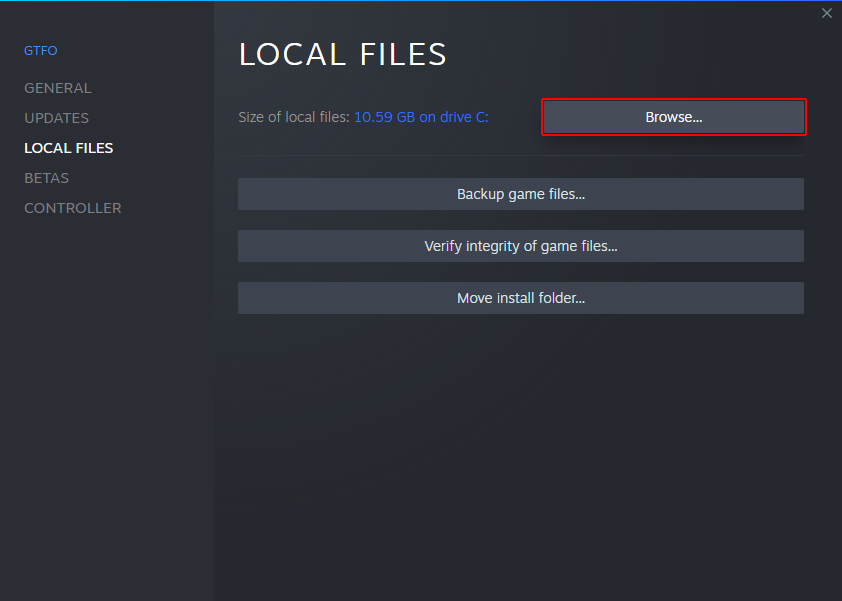 GTFO
GENERAL
UPDATES
LOCAL FILES
BETAS
CONTROLLER
LOCAL FILES
Size of local files: 10.59 GB on drive C:
Browse...
Backup game files...
Verify integrity of game files...
Move install folder...